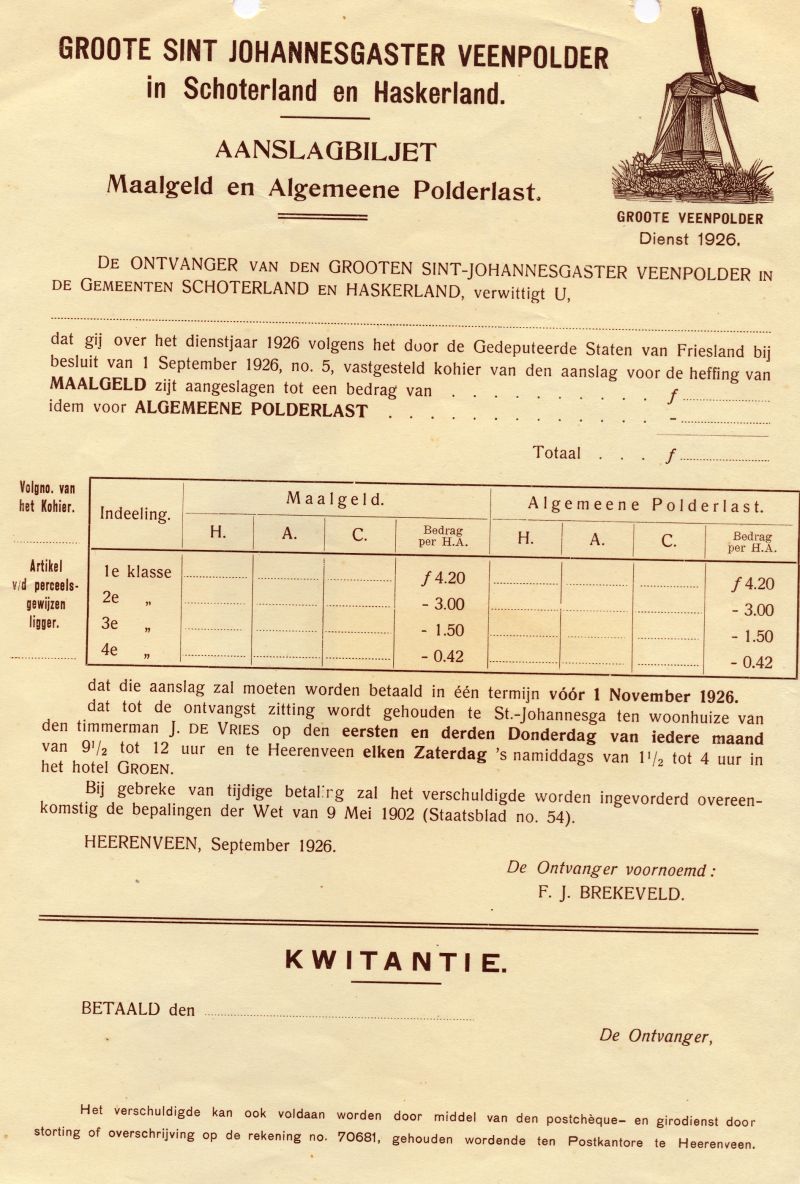 GROOTE SINT JOHANNESGASTER VEENPOLDER
in Schoterland en Haskerland.
AANSLAGBILJET
Maalgeld en Algemeene Polderlast.
GROOTE VEENPOLDER
Dienst 1926.
DE ONTVANGER VAN DEN GROOTEN SINT-JOHANNESGASTER VEENPOLDER IN
DE GEMEENTEN SCHOTERLAND EN HASKERLAND, verwittigt U,
dat gij over het dienstjaar 1926 volgens het door de Gedeputeerde Staten van Friesland bij
besluit van 1 September 1926, no. 5, vastgesteld kohier van den aanslag voor de heffing van
MAALGELD zijt aangeslagen tot een bedrag van . . . . . . . . . . f
idem voor ALGEMEENE POLDERLAST . . . . . . . . . . . . . -
Totaal . . . f
Volgno. van
het Kohier.
Artikel
v/d perceels-
gewijzen
ligger.
Indeeling. Maalgeld. Algemeene Polderlast.
H. A. C. Bedrag per H.A. H. A. C. Bedrag per H.A.
1e klasse f 4.20 f 4.20
2e „ - 3.00 - 3.00
3e „ - 1.50 - 1.50
4e „ - 0.42 - 0.42
dat die aanslag zal moeten worden betaald in één termijn vóór 1 November 1926.
dat tot de ontvangst zitting wordt gehouden te St.-Johannesga ten woonhuize van
den timmerman J. DE VRIES op den eersten en derden Donderdag van iedere maand
van 9 1/2 tot 12 uur en te Heerenveen elken Zaterdag 's namiddags van 1 1/2 tot 4 uur in
het hotel GROEN.
Bij gebreke van tijdige betaling zal het verschuldigde worden ingevorderd overeen-
komstig de bepalingen der Wet van 9 Mei 1902 (Staatsblad no. 54).
HEERENVEEN, September 1926.
De Ontvanger voornoemd:
F. J. BREKEVELD.
KWITANTIE.
BETAALD den
De Ontvanger,
Het verschuldigde kan ook voldaan worden door middel van den postchèque- en girodienst door
storting of overschrijving op de rekening no. 70681, gehouden wordende ten Postkantore te Heerenveen.